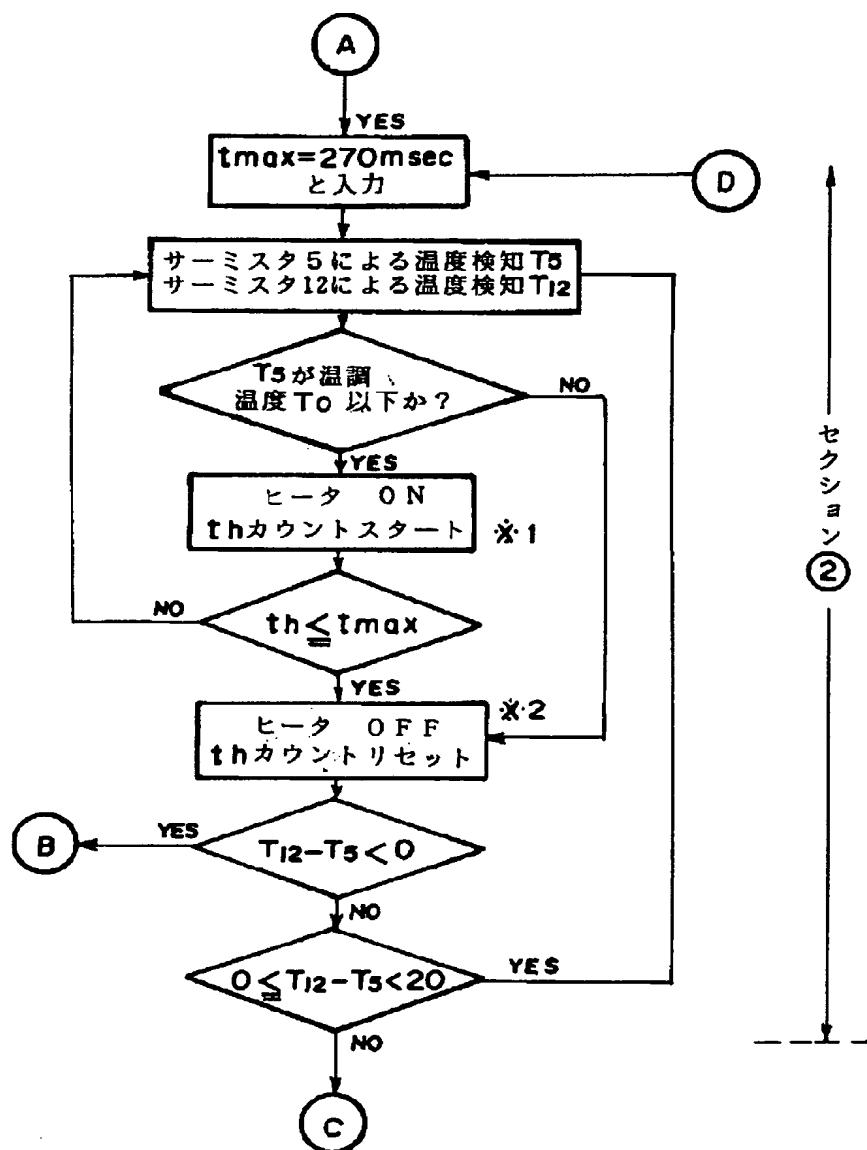 A
YES
tmax=270msec
と入力
D
サーミスタ5による温度検知T5
サーミスタ12による温度検知T12
T5が温調
温度To 以下か?
NO
YES
ヒータ ON
thカウントスタート
※1
NO
th≦tmax
YES
ヒータ OFF
thカウントリセット
※2
YES
B
T12-T5<0
NO
0≦T12-T5<20
YES
NO
C
セクション
②